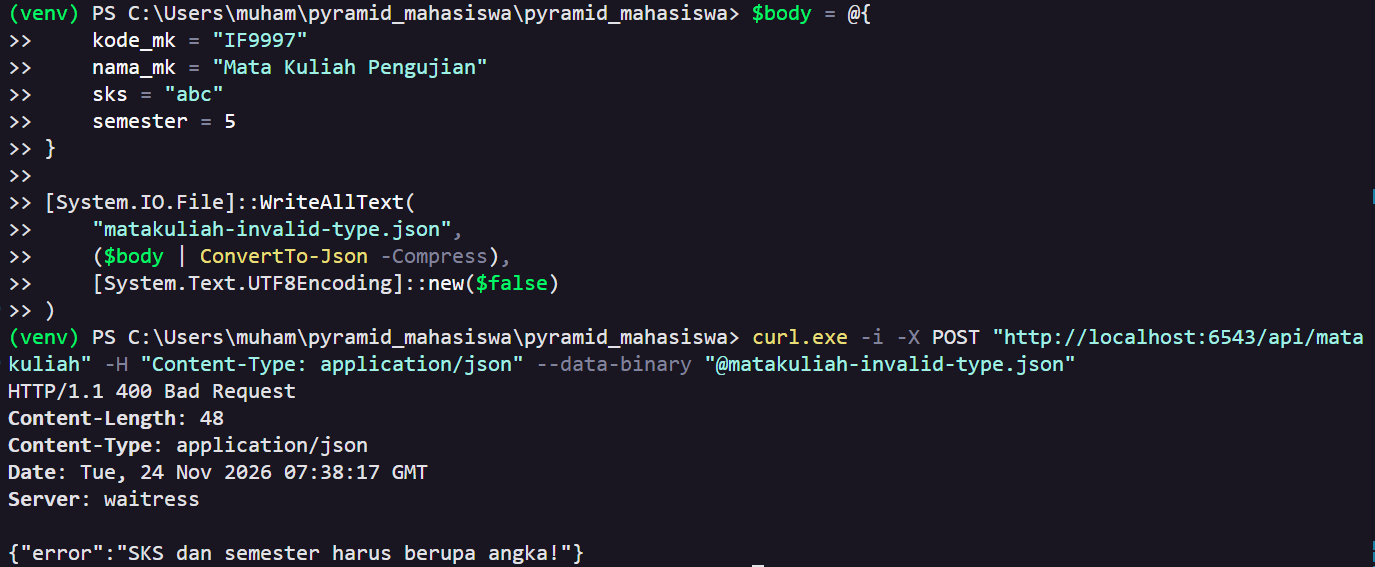 (venv) PS C:\Users\muham\pyramid_mahasiswa\pyramid_mahasiswa> $body = @{
>>     kode_mk = "IF9997"
>>     nama_mk = "Mata Kuliah Pengujian"
>>     sks = "abc"
>>     semester = 5
>> }
>>
>> [System.IO.File]::WriteAllText(
>>     "matakuliah-invalid-type.json",
>>     ($body | ConvertTo-Json -Compress),
>>     [System.Text.UTF8Encoding]::new($false)
>> )
(venv) PS C:\Users\muham\pyramid_mahasiswa\pyramid_mahasiswa> curl.exe -i -X POST "http://localhost:6543/api/mata
kuliah" -H "Content-Type: application/json" --data-binary "@matakuliah-invalid-type.json"
HTTP/1.1 400 Bad Request
Content-Length: 48
Content-Type: application/json
Date: Tue, 24 Nov 2026 07:38:17 GMT
Server: waitress

{"error":"SKS dan semester harus berupa angka!"}